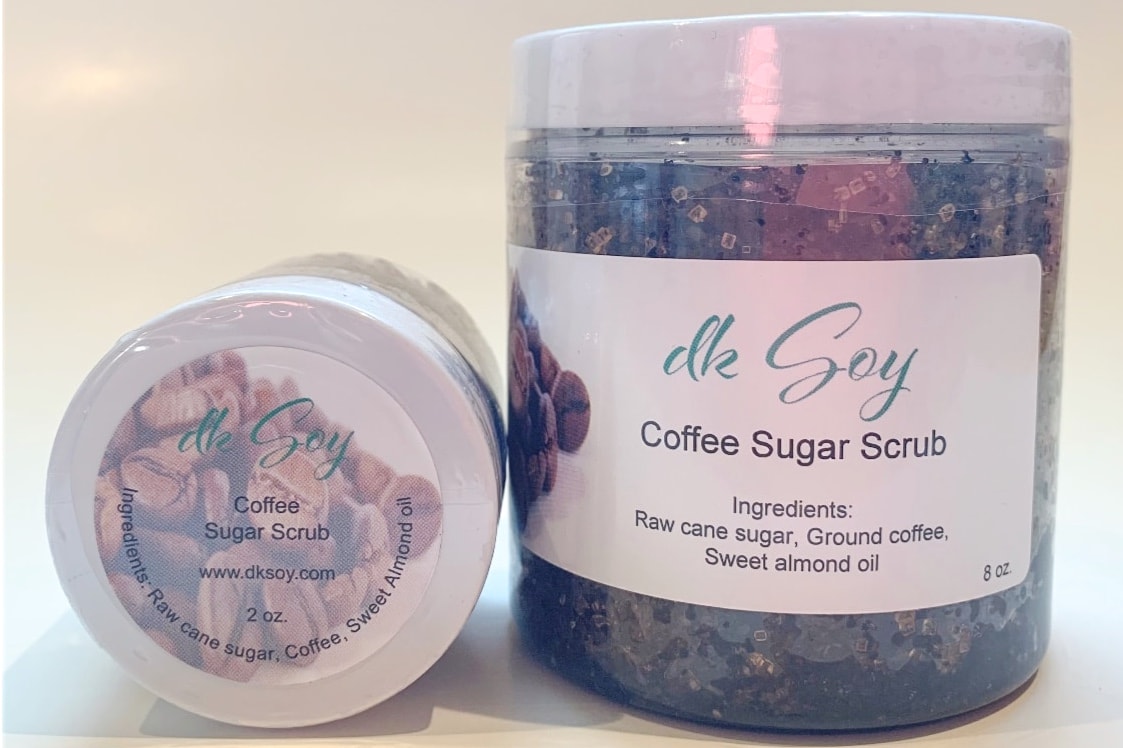 dk Soy
Coffee
Sugar Scrub
www.dksoy.com
2 oz.
Ingredients: Raw cane sugar, Coffee, Sweet Almond oil
dk Soy
Coffee Sugar Scrub
Ingredients:
Raw cane sugar, Ground coffee,
Sweet almond oil
8 oz.